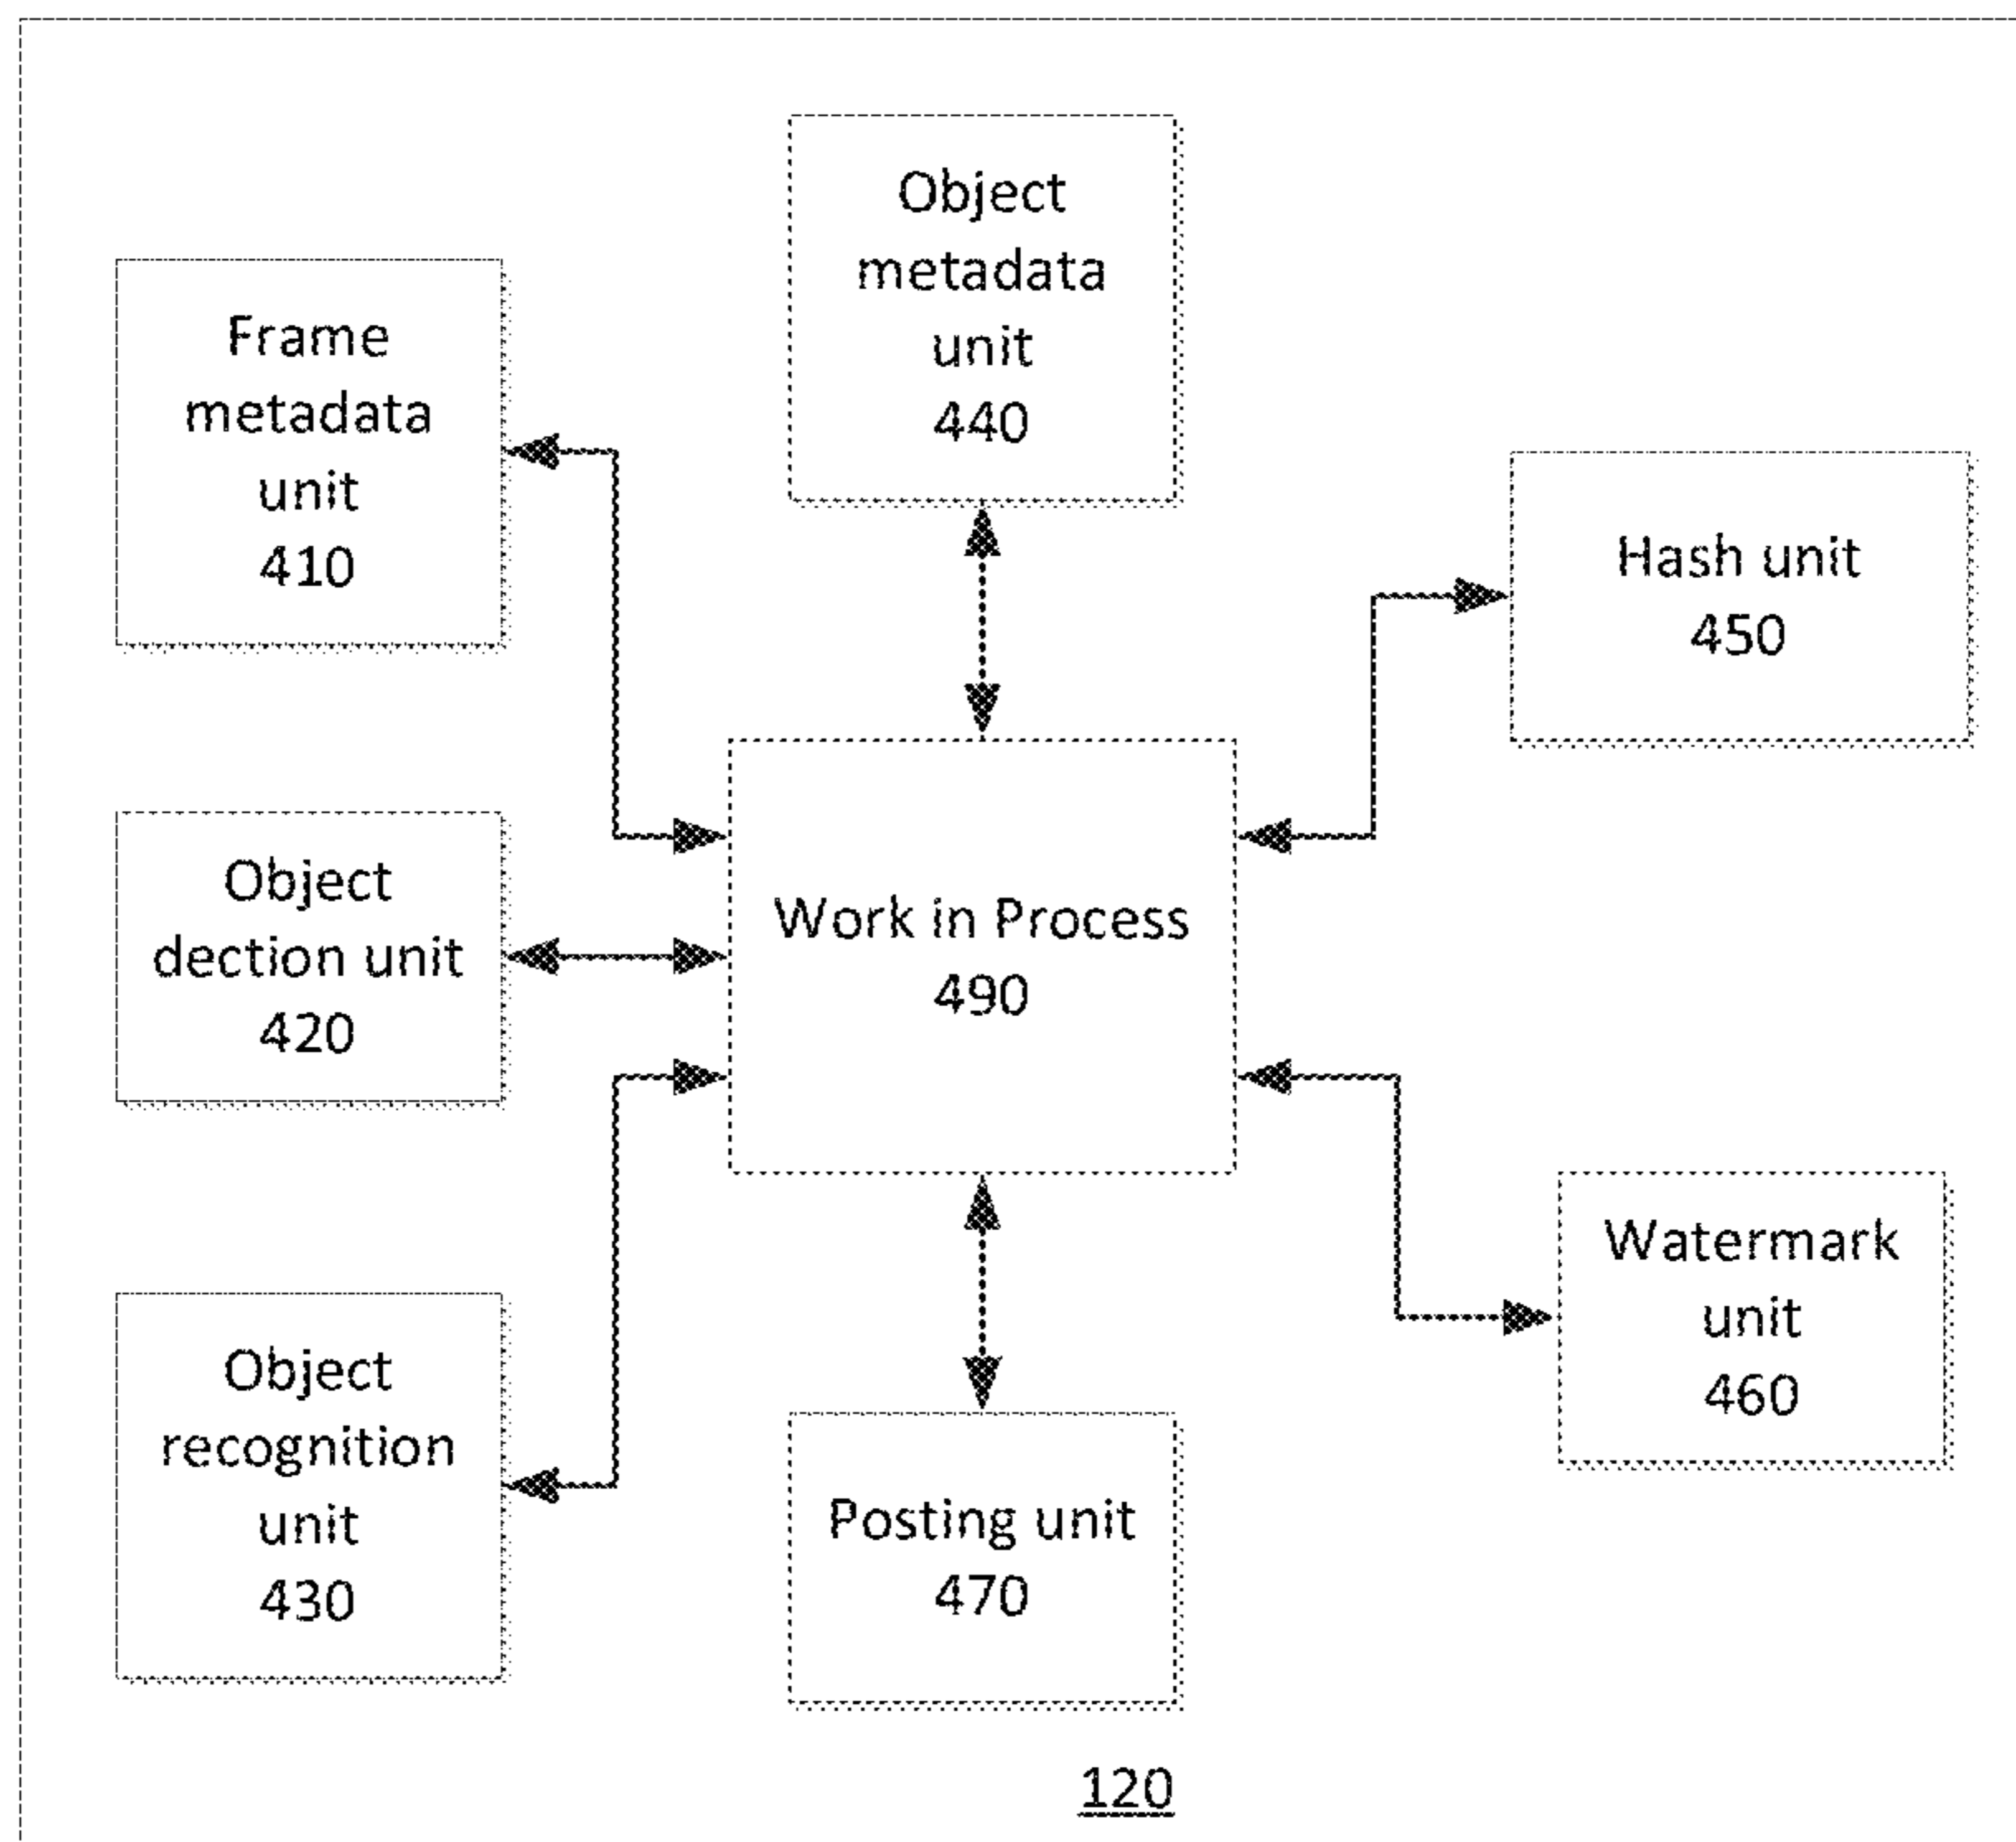 Object
metadata
unit
440
Frame
metadata
unit
410
Hash unit
450
Object
dection unit
420
Work in Process
490
Watermark
unit
460
Object
recognition
unit
430
Posting unit
470
120